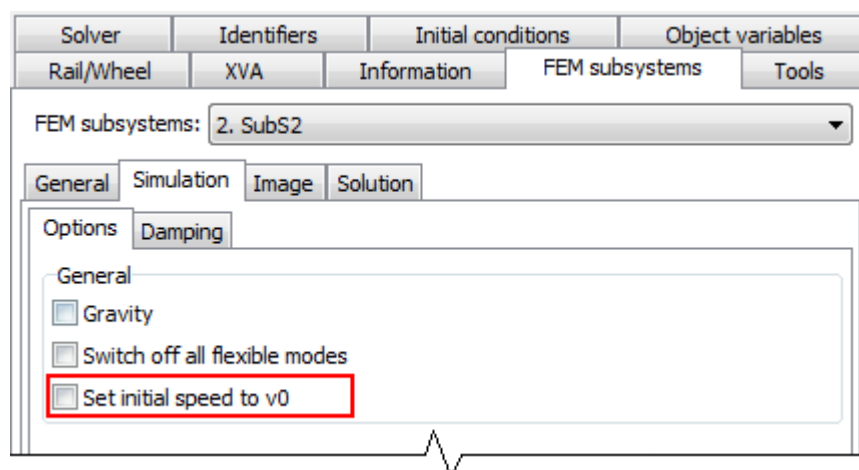 Solver Identifiers Initial conditions Object variables
Rail/Wheel XVA Information FEM subsystems Tools
FEM subsystems: 2. SubS2
General Simulation Image Solution
Options Damping
General
Gravity
Switch off all flexible modes
Set initial speed to v0